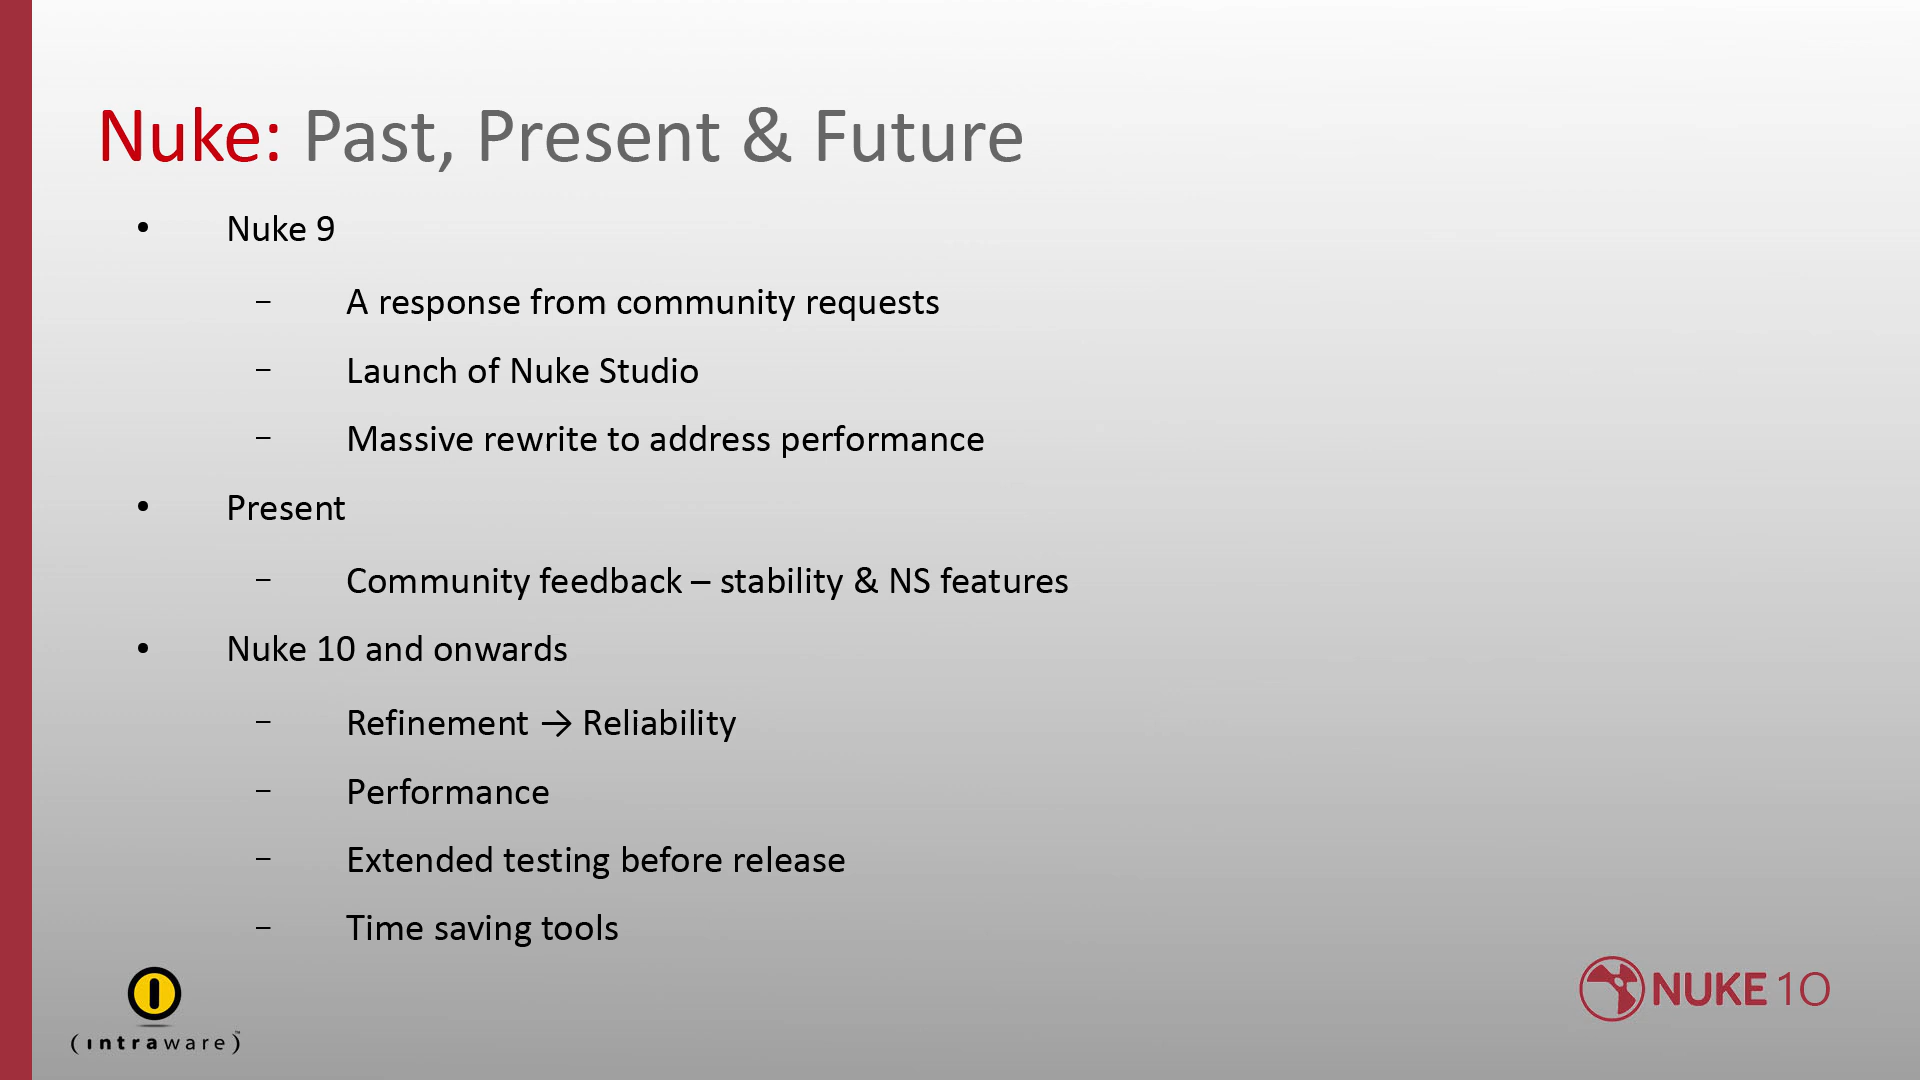 Nuke: Past, Present & Future
• Nuke 9
– A response from community requests
– Launch of Nuke Studio
– Massive rewrite to address performance
• Present
– Community feedback – stability & NS features
• Nuke 10 and onwards
– Refinement → Reliability
– Performance
– Extended testing before release
– Time saving tools
(intraware)™
NUKE 10